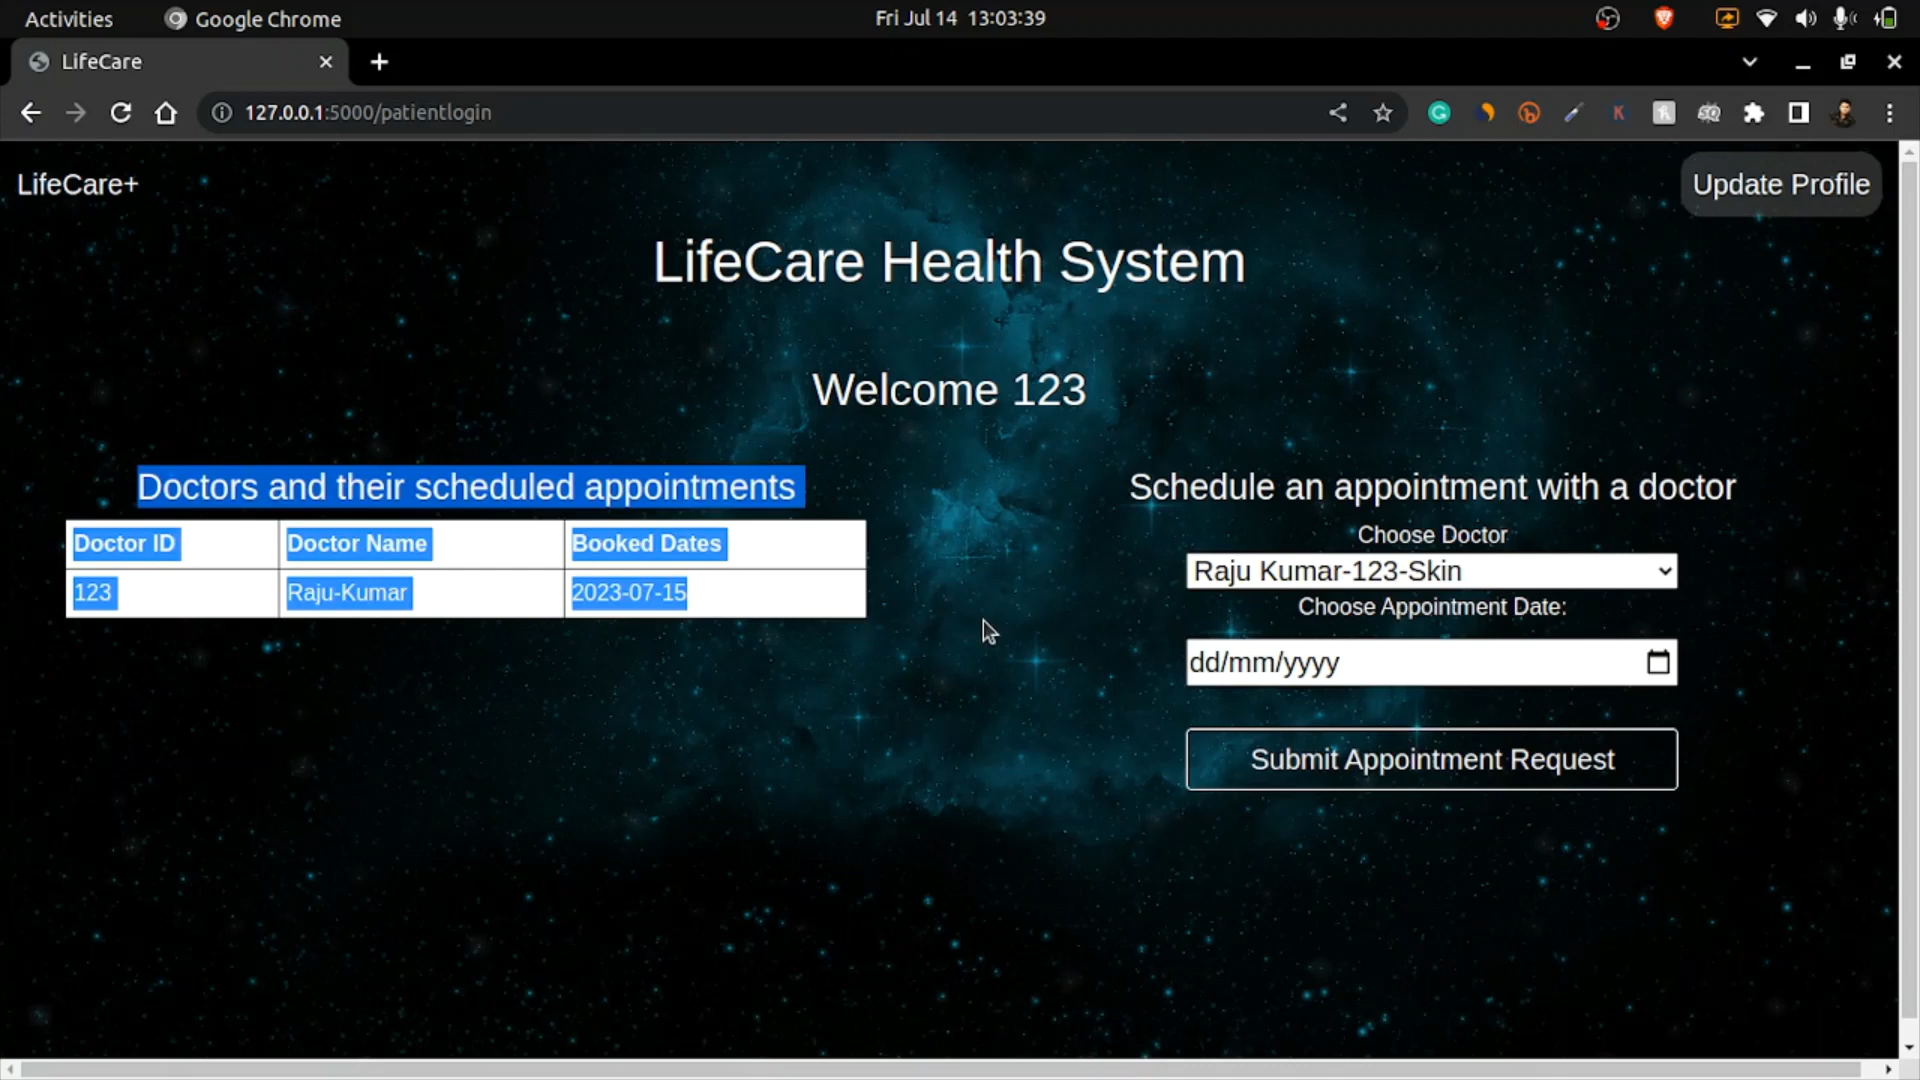 Activities Google Chrome Fri Jul 14 13:03:39
LifeCare
127.0.0.1:5000/patientlogin
LifeCare+ Update Profile
LifeCare Health System
Welcome 123
Doctors and their scheduled appointments
Doctor ID Doctor Name Booked Dates
123 Raju-Kumar 2023-07-15
Schedule an appointment with a doctor
Choose Doctor
Raju Kumar-123-Skin
Choose Appointment Date:
dd/mm/yyyy
Submit Appointment Request